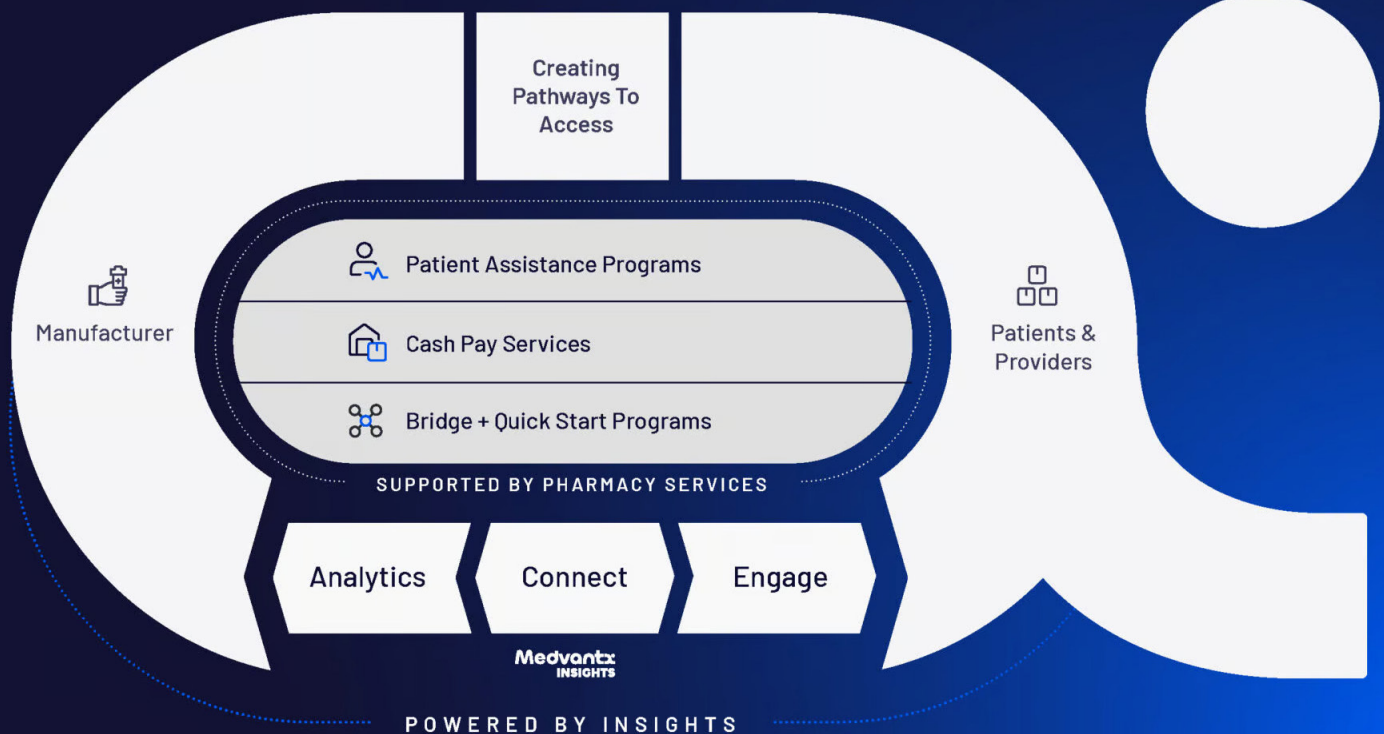 Creating
Pathways To
Access
Manufacturer
Patient Assistance Programs
Cash Pay Services
Bridge + Quick Start Programs
Patients &
Providers
SUPPORTED BY PHARMACY SERVICES
Analytics
Connect
Engage
Medvantx
INSIGHTS
POWERED BY INSIGHTS